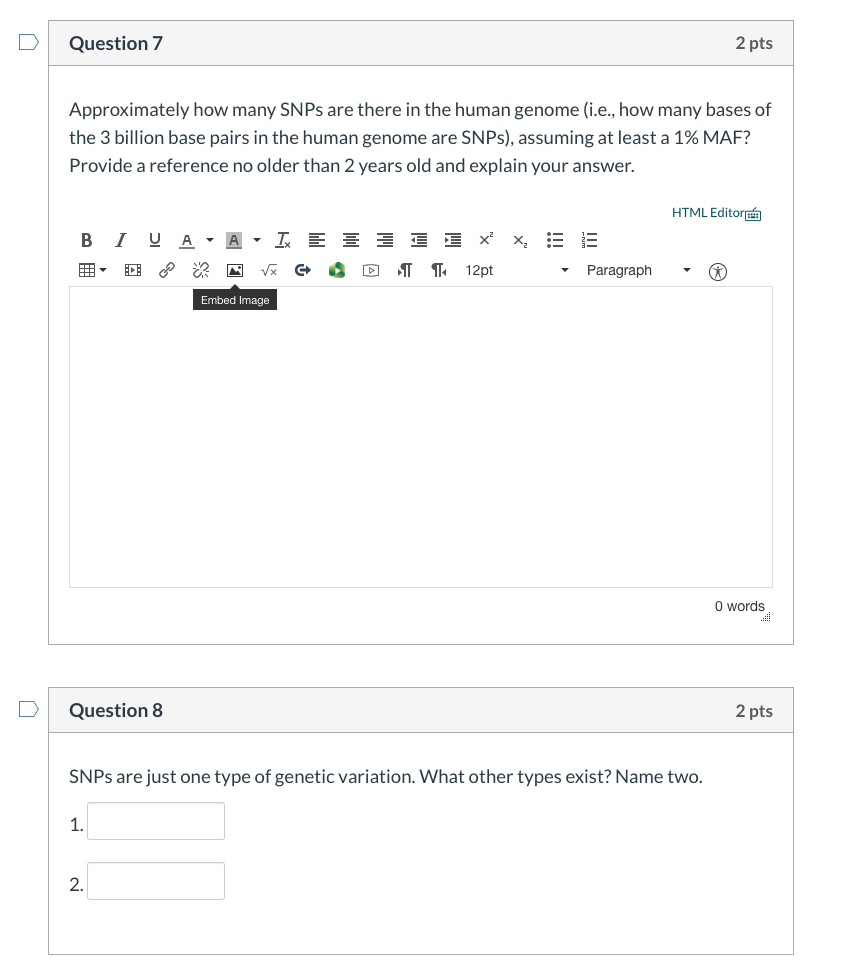 Question 7
2 pts
Approximately how many SNPs are there in the human genome (i.e., how many bases of
the 3 billion base pairs in the human genome are SNPs), assuming at least a 1% MAF?
Provide a reference no older than 2 years old and explain your answer.
HTML Editor
B I U A A Tx x² x₂
√x 12pt Paragraph
Embed Image
0 words
Question 8
2 pts
SNPs are just one type of genetic variation. What other types exist? Name two.
1.
2.